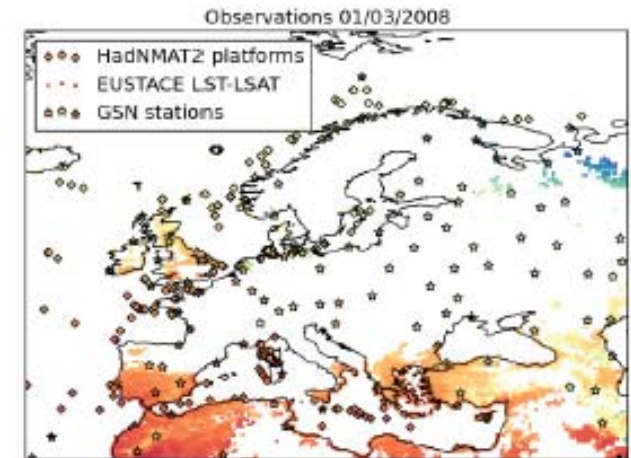 Observations 01/03/2008
HadNMAT2 platforms
EUSTACE LST-LSAT
GSN stations